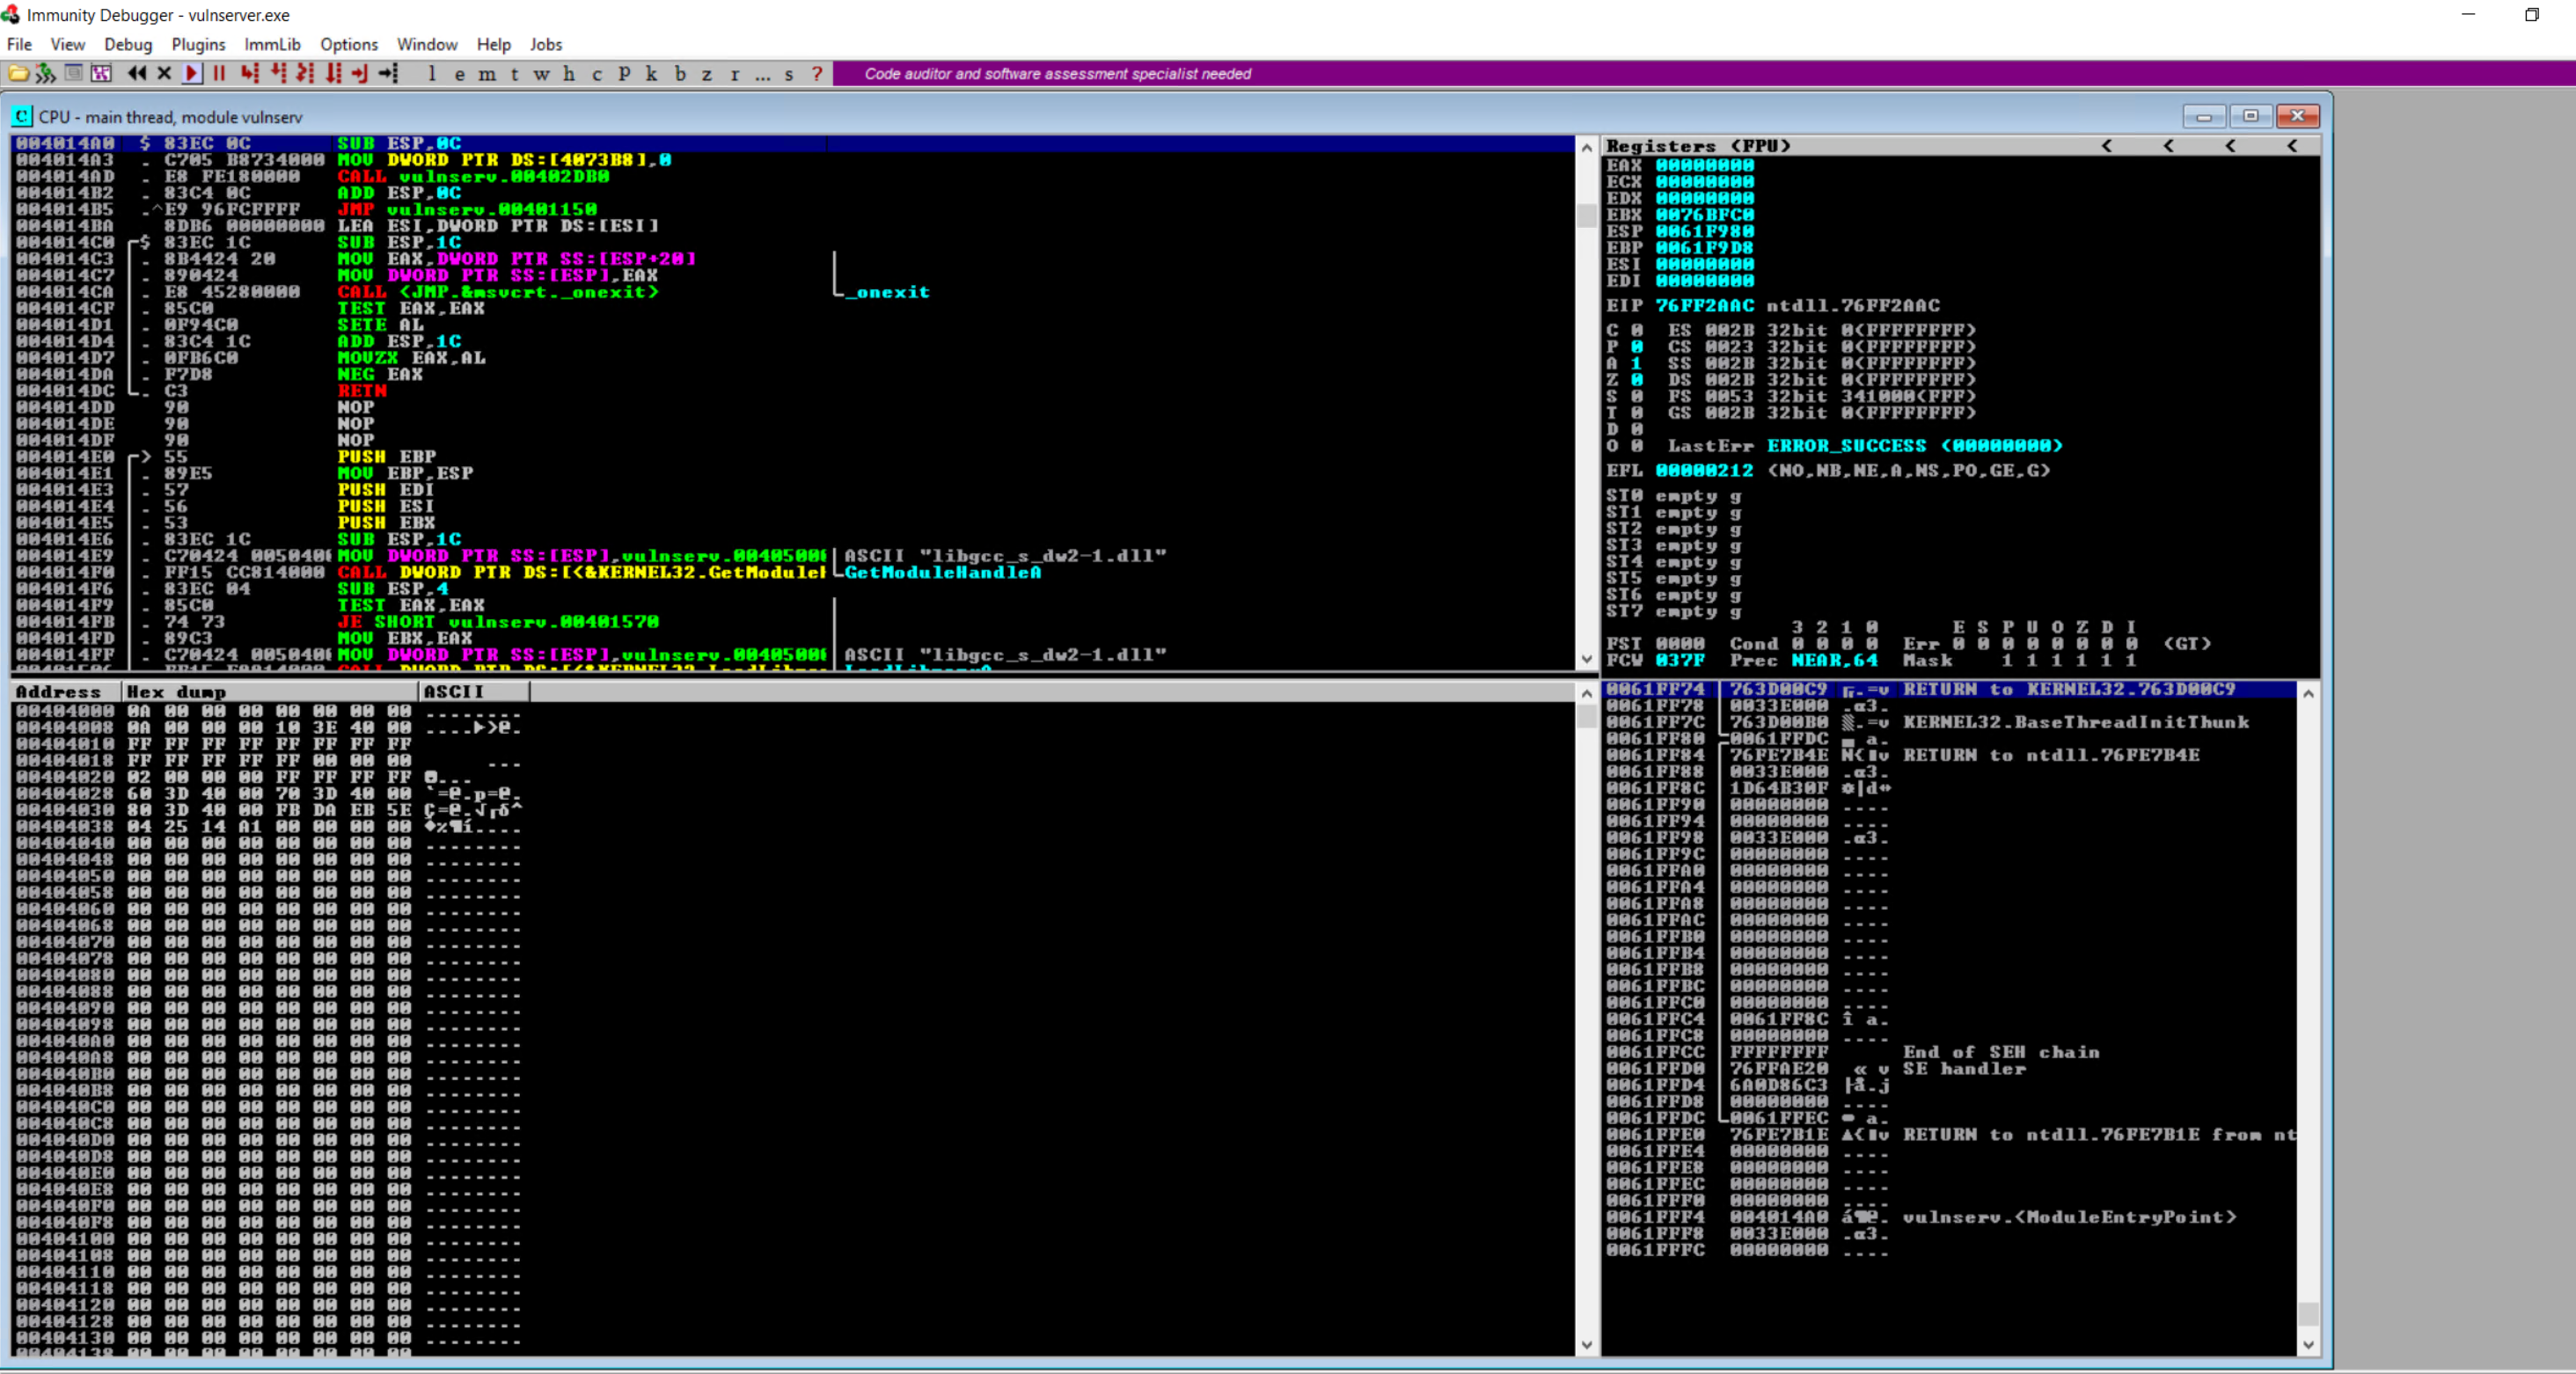 Immunity Debugger - vulnserver.exe
File View Debug Plugins ImmLib Options Window Help Jobs
l e m t w h c P k b z r ... s ? Code auditor and software assessment specialist needed
C CPU - main thread, module vulnserv
004014A0 $ 83EC 0C SUB ESP,0C
004014A3 . C705 B8734000 MOV DWORD PTR DS:[4073B8],0
004014AD . E8 FE180000 CALL vulnserv.00402DB0
004014B2 . 83C4 0C ADD ESP,0C
004014B5 .^E9 96FCFFFF JMP vulnserv.00401150
004014BA 8DB6 00000000 LEA ESI,DWORD PTR DS:[ESI]
004014C0 $ 83EC 1C SUB ESP,1C
004014C3 . 8B4424 20 MOV EAX,DWORD PTR SS:[ESP+20]
004014C7 . 890424 MOV DWORD PTR SS:[ESP],EAX
004014CA . E8 45280000 CALL <JMP.&msvcrt._onexit> _onexit
004014CF . 85C0 TEST EAX,EAX
004014D1 . 0F94C0 SETE AL
004014D4 . 83C4 1C ADD ESP,1C
004014D7 . 0FB6C0 MOVZX EAX,AL
004014DA . F7D8 NEG EAX
004014DC . C3 RETN
004014DD 90 NOP
004014DE 90 NOP
004014DF 90 NOP
004014E0 > 55 PUSH EBP
004014E1 . 89E5 MOV EBP,ESP
004014E3 . 57 PUSH EDI
004014E4 . 56 PUSH ESI
004014E5 . 53 PUSH EBX
004014E6 . 83EC 1C SUB ESP,1C
004014E9 . C70424 0050400 MOV DWORD PTR SS:[ESP],vulnserv.0040500 ASCII "libgcc_s_dw2-1.dll"
004014F0 . FF15 CC814000 CALL DWORD PTR DS:[<&KERNEL32.GetModule GetModuleHandleA
004014F6 . 83EC 04 SUB ESP,4
004014F9 . 85C0 TEST EAX,EAX
004014FB . 74 73 JE SHORT vulnserv.00401570
004014FD . 89C3 MOV EBX,EAX
004014FF . C70424 0050400 MOV DWORD PTR SS:[ESP],vulnserv.0040500 ASCII "libgcc_s_dw2-1.dll"
Registers (FPU) < < < <
EAX 00000000
ECX 00000000
EDX 00000000
EBX 0076BFC0
ESP 0061F980
EBP 0061F9D8
ESI 00000000
EDI 00000000
EIP 76FF2AAC ntdll.76FF2AAC
C 0 ES 002B 32bit 0(FFFFFFFF)
P 0 CS 0023 32bit 0(FFFFFFFF)
A 1 SS 002B 32bit 0(FFFFFFFF)
Z 0 DS 002B 32bit 0(FFFFFFFF)
S 0 FS 0053 32bit 341000(FFF)
T 0 GS 002B 32bit 0(FFFFFFFF)
D 0
O 0 LastErr ERROR_SUCCESS (00000000)
EFL 00000212 (NO,NB,NE,A,NS,PO,GE,G)
ST0 empty g
ST1 empty g
ST2 empty g
ST3 empty g
ST4 empty g
ST5 empty g
ST6 empty g
ST7 empty g
3 2 1 0 E S P U O Z D I
FST 0000 Cond 0 0 0 0 Err 0 0 0 0 0 0 0 0 (GT)
FCW 037F Prec NEAR,64 Mask 1 1 1 1 1 1
Address Hex dump ASCII
00404000 0A 00 00 00 00 00 00 00 ........
00404008 0A 00 00 00 10 3E 40 00 ....►>@.
00404010 FF FF FF FF FF FF FF FF
00404018 FF FF FF FF FF 00 00 00 ...
00404020 02 00 00 00 FF FF FF FF ☻...
00404028 60 3D 40 00 70 3D 40 00 `=@.p=@.
00404030 80 3D 40 00 FB DA EB 5E Ç=@.√┌δ^
00404038 04 25 14 A1 00 00 00 00 ♦%¶í....
00404040 00 00 00 00 00 00 00 00 ........
00404048 00 00 00 00 00 00 00 00 ........
00404050 00 00 00 00 00 00 00 00 ........
00404058 00 00 00 00 00 00 00 00 ........
00404060 00 00 00 00 00 00 00 00 ........
00404068 00 00 00 00 00 00 00 00 ........
00404070 00 00 00 00 00 00 00 00 ........
00404078 00 00 00 00 00 00 00 00 ........
00404080 00 00 00 00 00 00 00 00 ........
00404088 00 00 00 00 00 00 00 00 ........
00404090 00 00 00 00 00 00 00 00 ........
00404098 00 00 00 00 00 00 00 00 ........
004040A0 00 00 00 00 00 00 00 00 ........
004040A8 00 00 00 00 00 00 00 00 ........
004040B0 00 00 00 00 00 00 00 00 ........
004040B8 00 00 00 00 00 00 00 00 ........
004040C0 00 00 00 00 00 00 00 00 ........
004040C8 00 00 00 00 00 00 00 00 ........
004040D0 00 00 00 00 00 00 00 00 ........
004040D8 00 00 00 00 00 00 00 00 ........
004040E0 00 00 00 00 00 00 00 00 ........
004040E8 00 00 00 00 00 00 00 00 ........
004040F0 00 00 00 00 00 00 00 00 ........
004040F8 00 00 00 00 00 00 00 00 ........
00404100 00 00 00 00 00 00 00 00 ........
00404108 00 00 00 00 00 00 00 00 ........
00404110 00 00 00 00 00 00 00 00 ........
00404118 00 00 00 00 00 00 00 00 ........
00404120 00 00 00 00 00 00 00 00 ........
00404128 00 00 00 00 00 00 00 00 ........
00404130 00 00 00 00 00 00 00 00 ........
00404138 00 00 00 00 00 00 00 00
0061FF74 763D00C9 ╔.=v RETURN to KERNEL32.763D00C9
0061FF78 0033E000 .α3.
0061FF7C 763D00B0 ░.=v KERNEL32.BaseThreadInitThunk
0061FF80 0061FFDC ▄ a.
0061FF84 76FE7B4E N{■v RETURN to ntdll.76FE7B4E
0061FF88 0033E000 .α3.
0061FF8C 1D64B30F ☼│d↔
0061FF90 00000000 ....
0061FF94 00000000 ....
0061FF98 0033E000 .α3.
0061FF9C 00000000 ....
0061FFA0 00000000 ....
0061FFA4 00000000 ....
0061FFA8 00000000 ....
0061FFAC 00000000 ....
0061FFB0 00000000 ....
0061FFB4 00000000 ....
0061FFB8 00000000 ....
0061FFBC 00000000 ....
0061FFC0 00000000 ....
0061FFC4 0061FF8C î a.
0061FFC8 00000000 ....
0061FFCC FFFFFFFF End of SEH chain
0061FFD0 76FFAE20 « v SE handler
0061FFD4 6A0D86C3 ├å.j
0061FFD8 00000000 ....
0061FFDC 0061FFEC ∞ a.
0061FFE0 76FE7B1E ▲{■v RETURN to ntdll.76FE7B1E from nt
0061FFE4 00000000 ....
0061FFE8 00000000 ....
0061FFEC 00000000 ....
0061FFF0 00000000 ....
0061FFF4 004014A0 á¶@. vulnserv.<ModuleEntryPoint>
0061FFF8 0033E000 .α3.
0061FFFC 00000000 ....